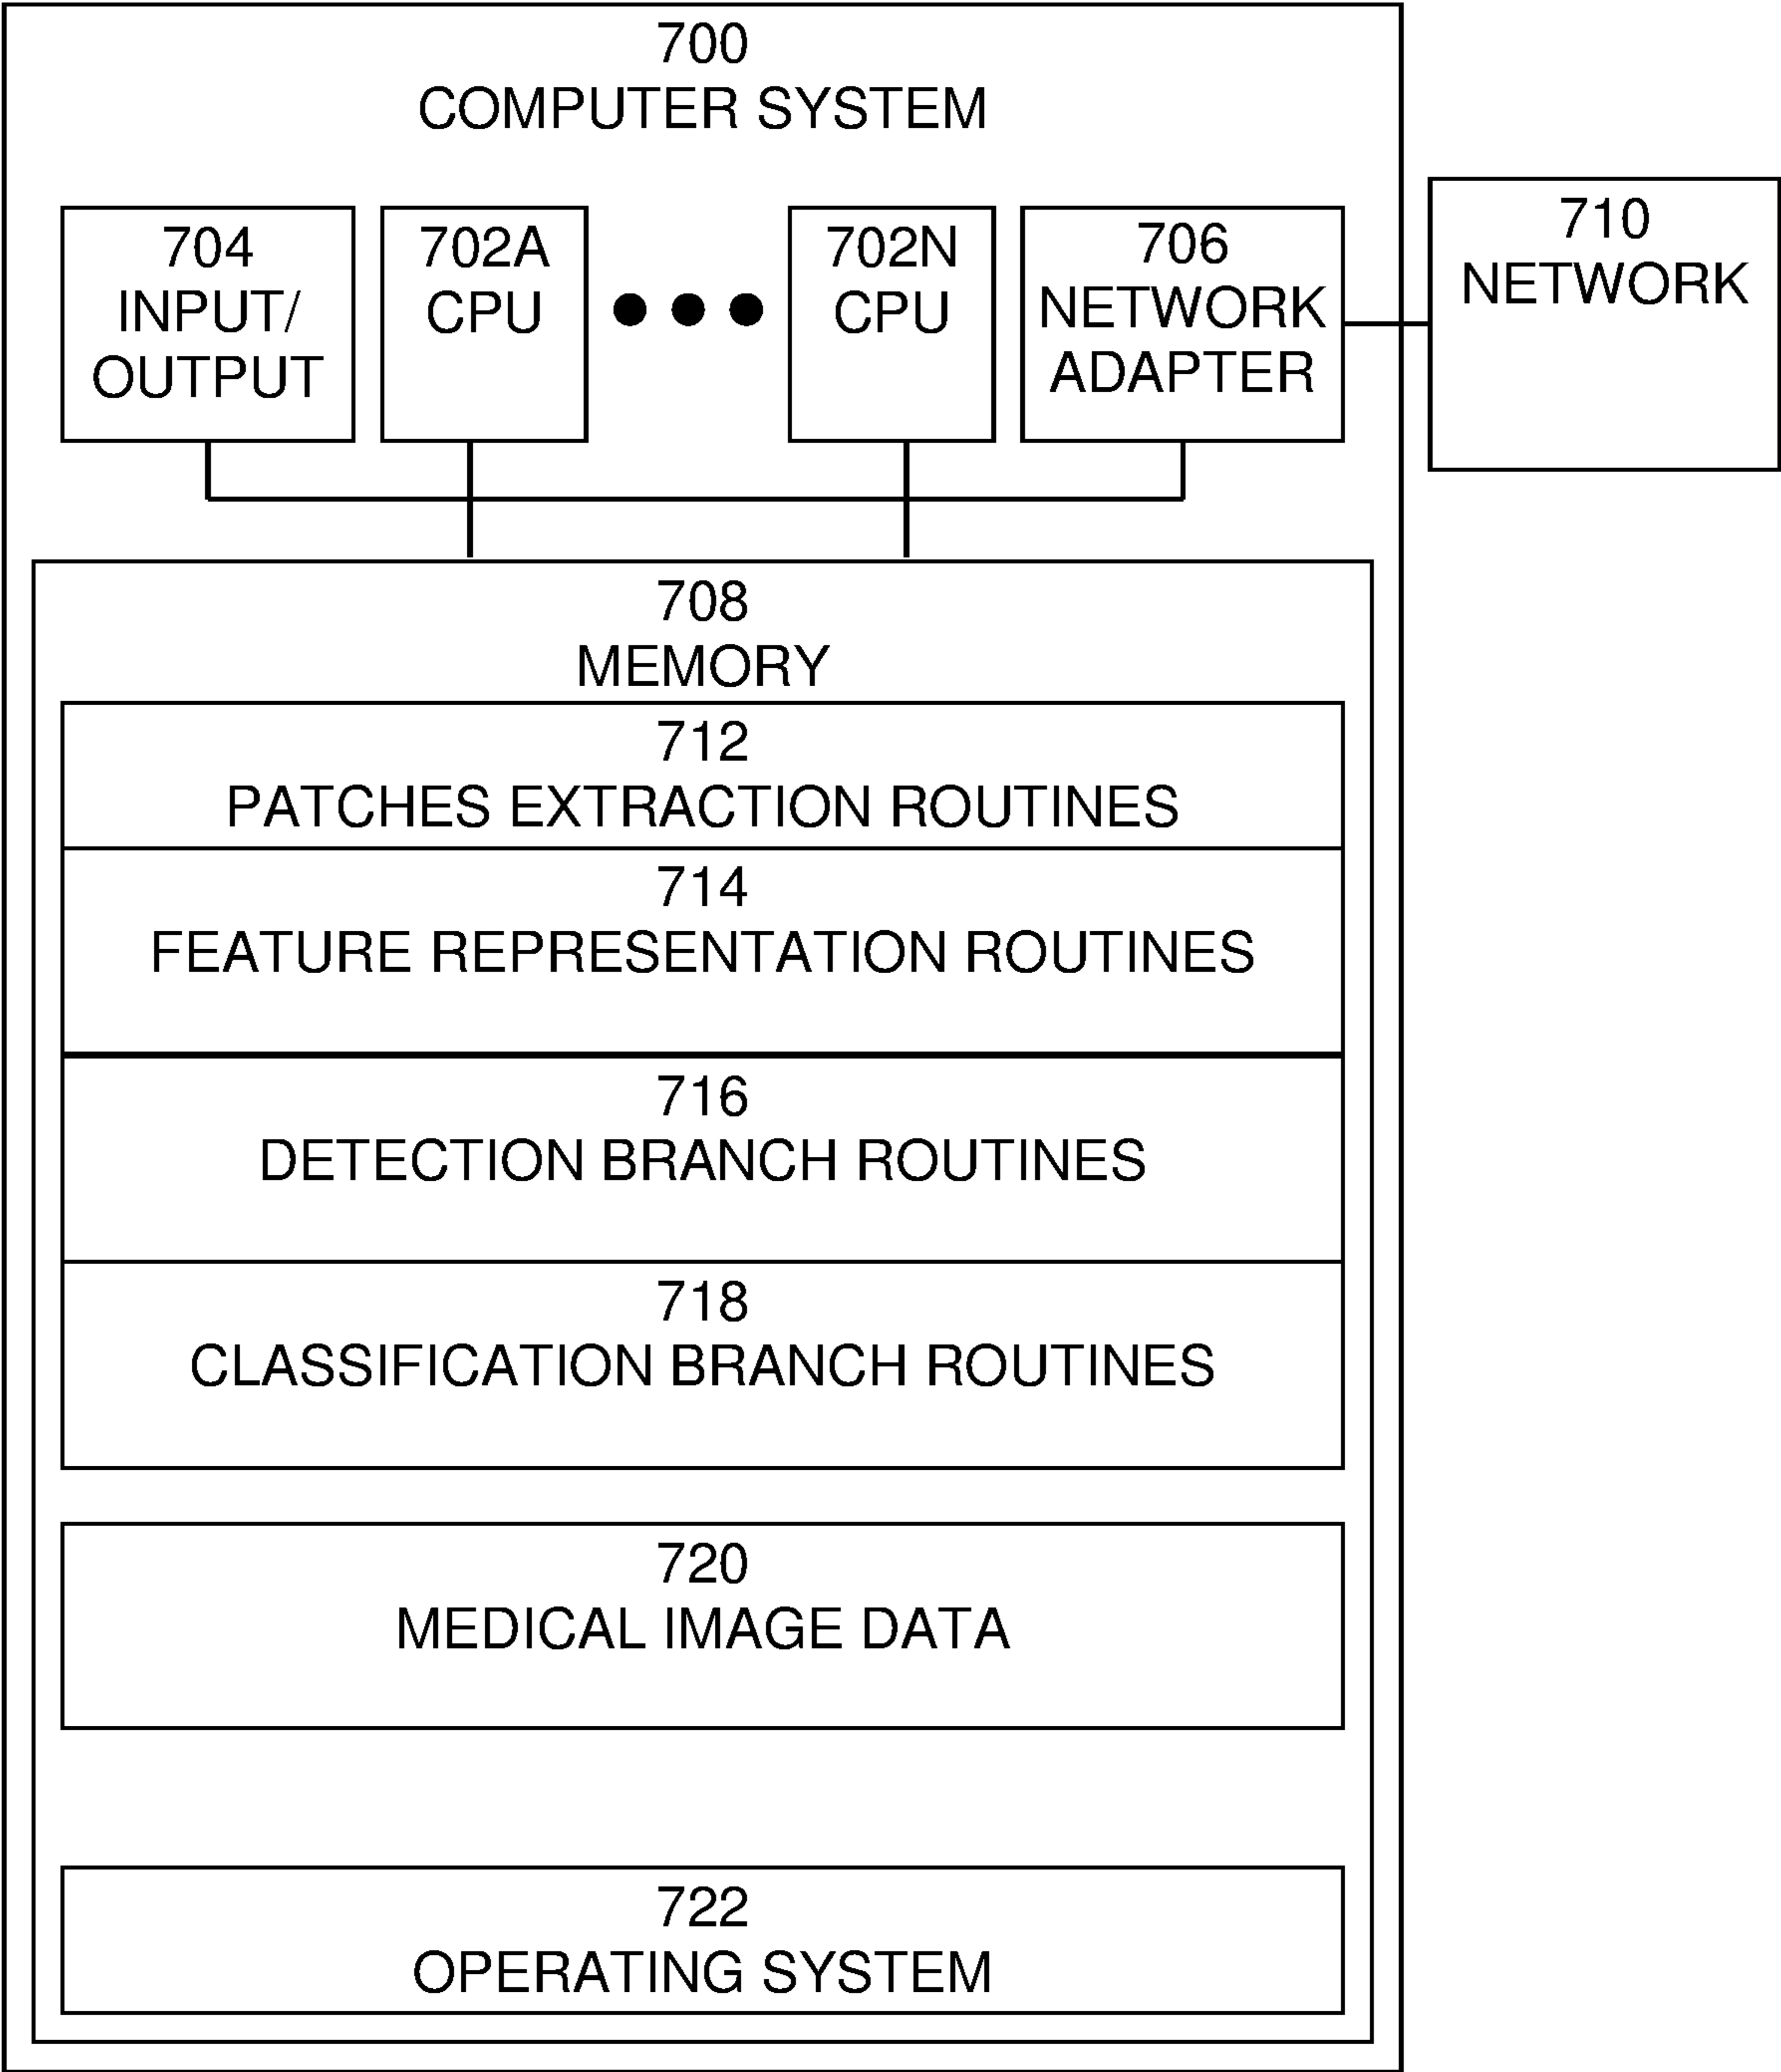 700
COMPUTER SYSTEM
704
INPUT/
OUTPUT
702A
CPU
702N
CPU
706
NETWORK
ADAPTER
710
NETWORK
708
MEMORY
712
PATCHES EXTRACTION ROUTINES
714
FEATURE REPRESENTATION ROUTINES
716
DETECTION BRANCH ROUTINES
718
CLASSIFICATION BRANCH ROUTINES
720
MEDICAL IMAGE DATA
722
OPERATING SYSTEM